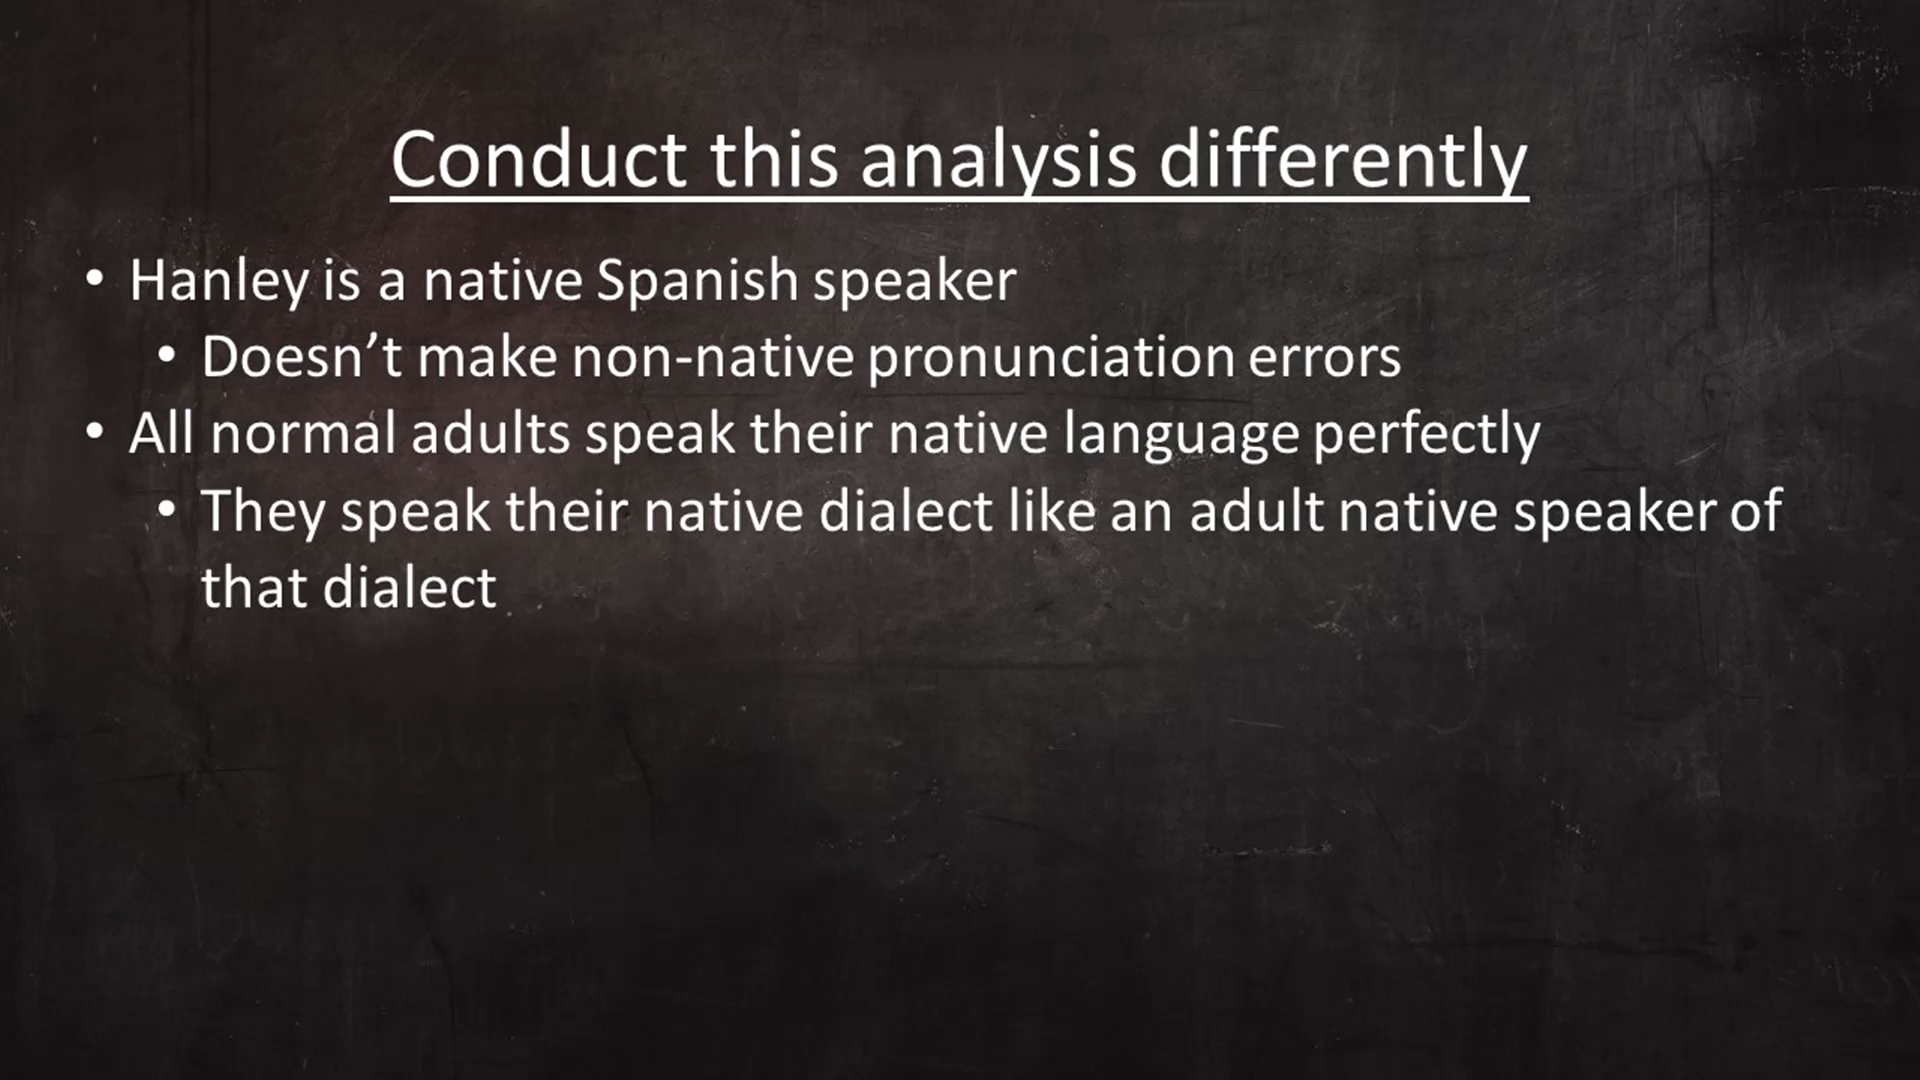 Conduct this analysis differently
• Hanley is a native Spanish speaker
• Doesn’t make non-native pronunciation errors
• All normal adults speak their native language perfectly
• They speak their native dialect like an adult native speaker of
that dialect